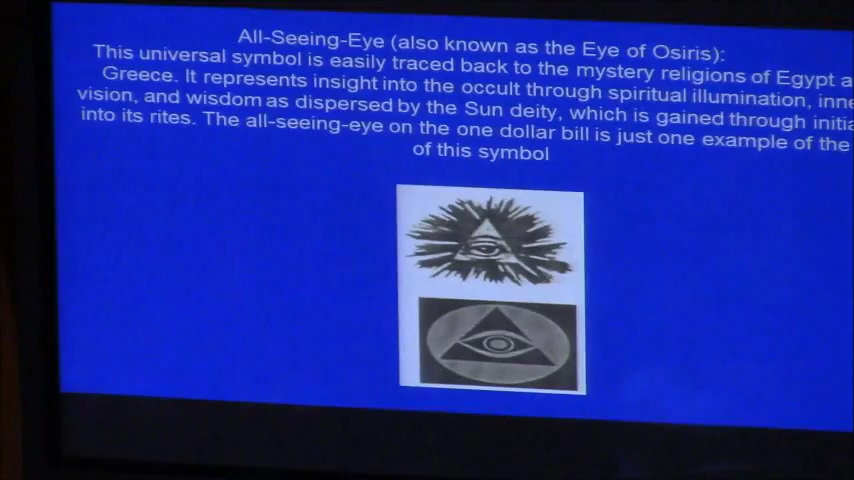 All-Seeing-Eye (also known as the Eye of Osiris):
This universal symbol is easily traced back to the mystery religions of Egypt a
Greece. It represents insight into the occult through spiritual illumination, inne
vision, and wisdom as dispersed by the Sun deity, which is gained through initia
into its rites. The all-seeing-eye on the one dollar bill is just one example of the
of this symbol